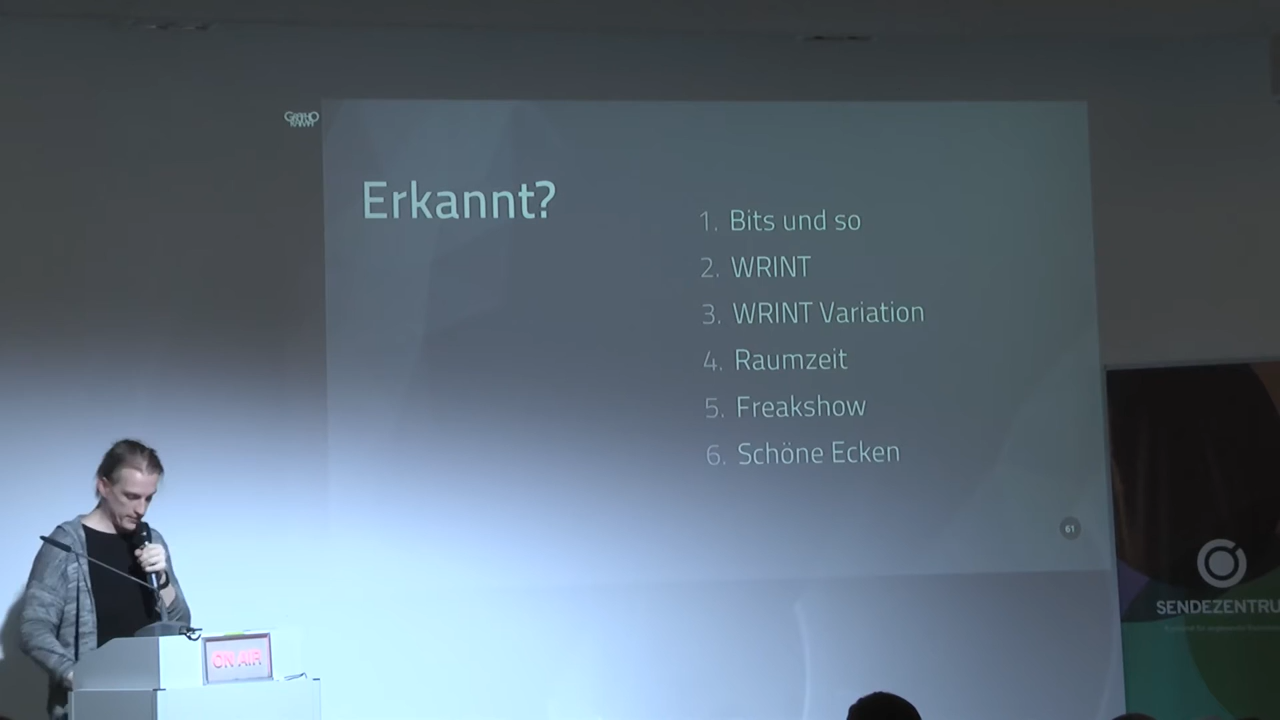 Erkannt?
1. Bits und so
2. WRINT
3. WRINT Variation
4. Raumzeit
5. Freakshow
6. Schöne Ecken
61
SENDEZENTRU
ON AIR